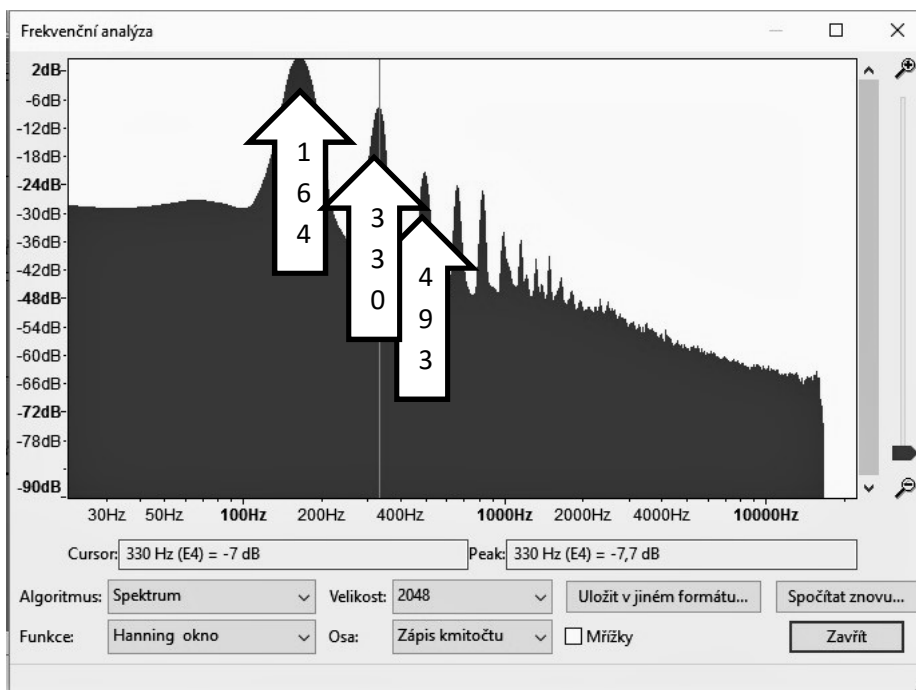 Frekvenční analýza
2dB
-6dB
-12dB
-18dB
-24dB
-30dB
-36dB
-42dB
-48dB
-54dB
-60dB
-66dB
-72dB
-78dB
-90dB
1
6
4
3
3
0
4
9
3
30Hz 50Hz 100Hz 200Hz 400Hz 1000Hz 2000Hz 4000Hz 10000Hz
Cursor: 330 Hz (E4) = -7 dB Peak: 330 Hz (E4) = -7,7 dB
Algoritmus: Spektrum Velikost: 2048 Uložit v jiném formátu... Spočítat znovu...
Funkce: Hanning okno Osa: Zápis kmitočtu Mřížky Zavřít